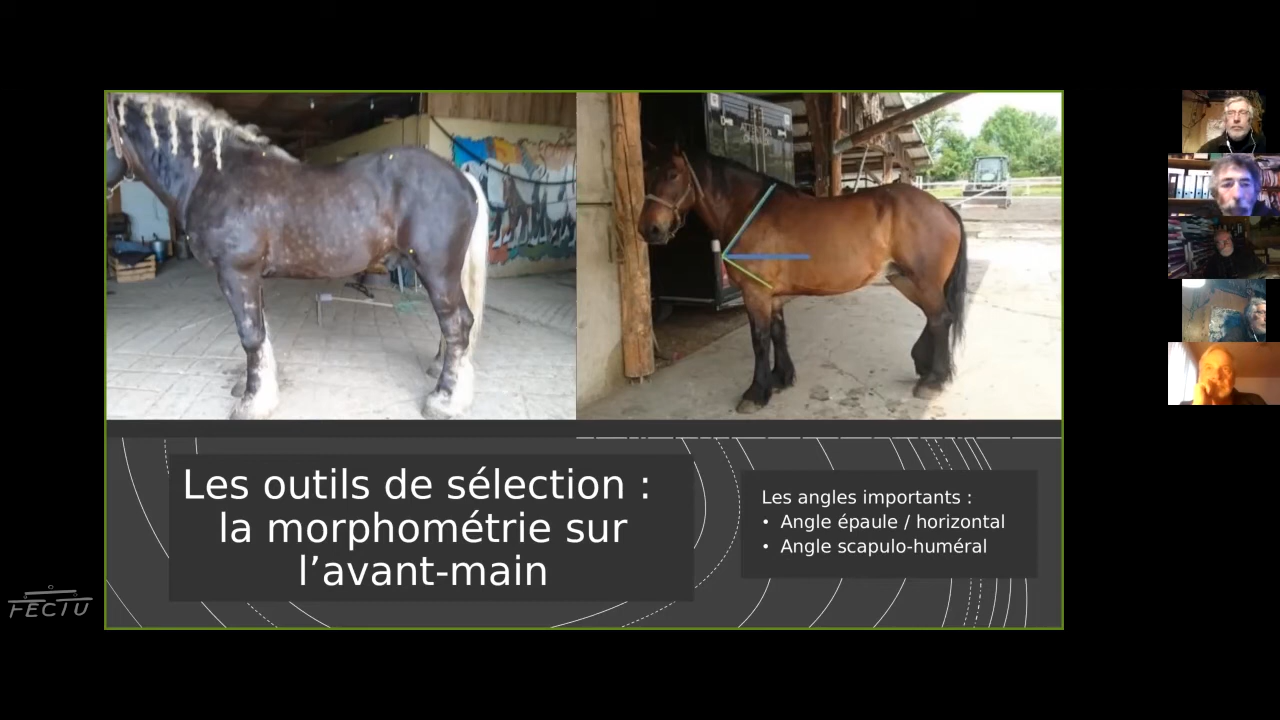 Les outils de sélection :
la morphométrie sur
l’avant-main
Les angles importants :
• Angle épaule / horizontal
• Angle scapulo-huméral
FECTU